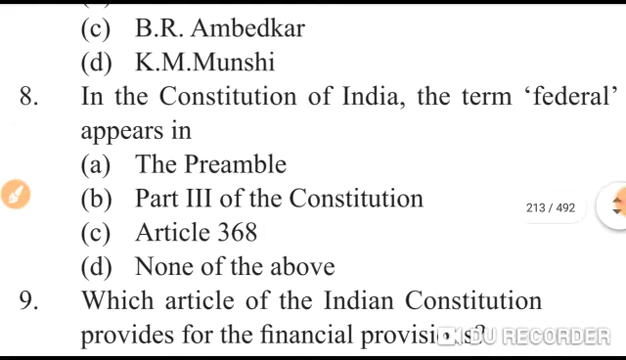 (c) B.R. Ambedkar
(d) K.M.Munshi
8. In the Constitution of India, the term ‘federal’
appears in
(a) The Preamble
(b) Part III of the Constitution
213 / 492
(c) Article 368
(d) None of the above
9. Which article of the Indian Constitution
provides for the financial
RECORDER